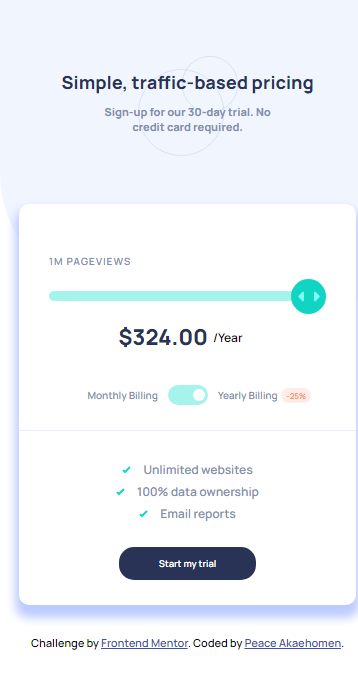 Simple, traffic-based pricing
Sign-up for our 30-day trial. No
credit card required.
1M PAGEVIEWS
$324.00 /Year
Monthly Billing Yearly Billing -25%
Unlimited websites
100% data ownership
Email reports
Start my trial
Challenge by Frontend Mentor. Coded by Peace Akaehomen.